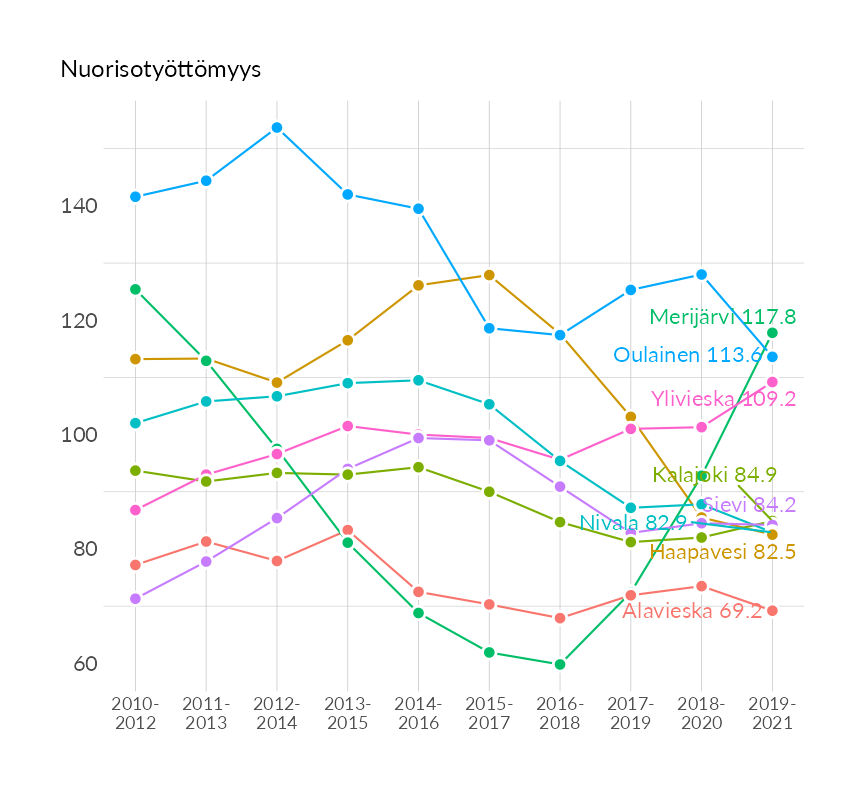 Nuorisotyöttömyys
140
120
100
80
60
Merijärvi 117.8
Oulainen 113.6
Ylivieska 109.2
Kalajoki 84.9
Sievi 84.2
Nivala 82.9
Haapavesi 82.5
Alavieska 69.2
2010-
2012
2011-
2013
2012-
2014
2013-
2015
2014-
2016
2015-
2017
2016-
2018
2017-
2019
2018-
2020
2019-
2021